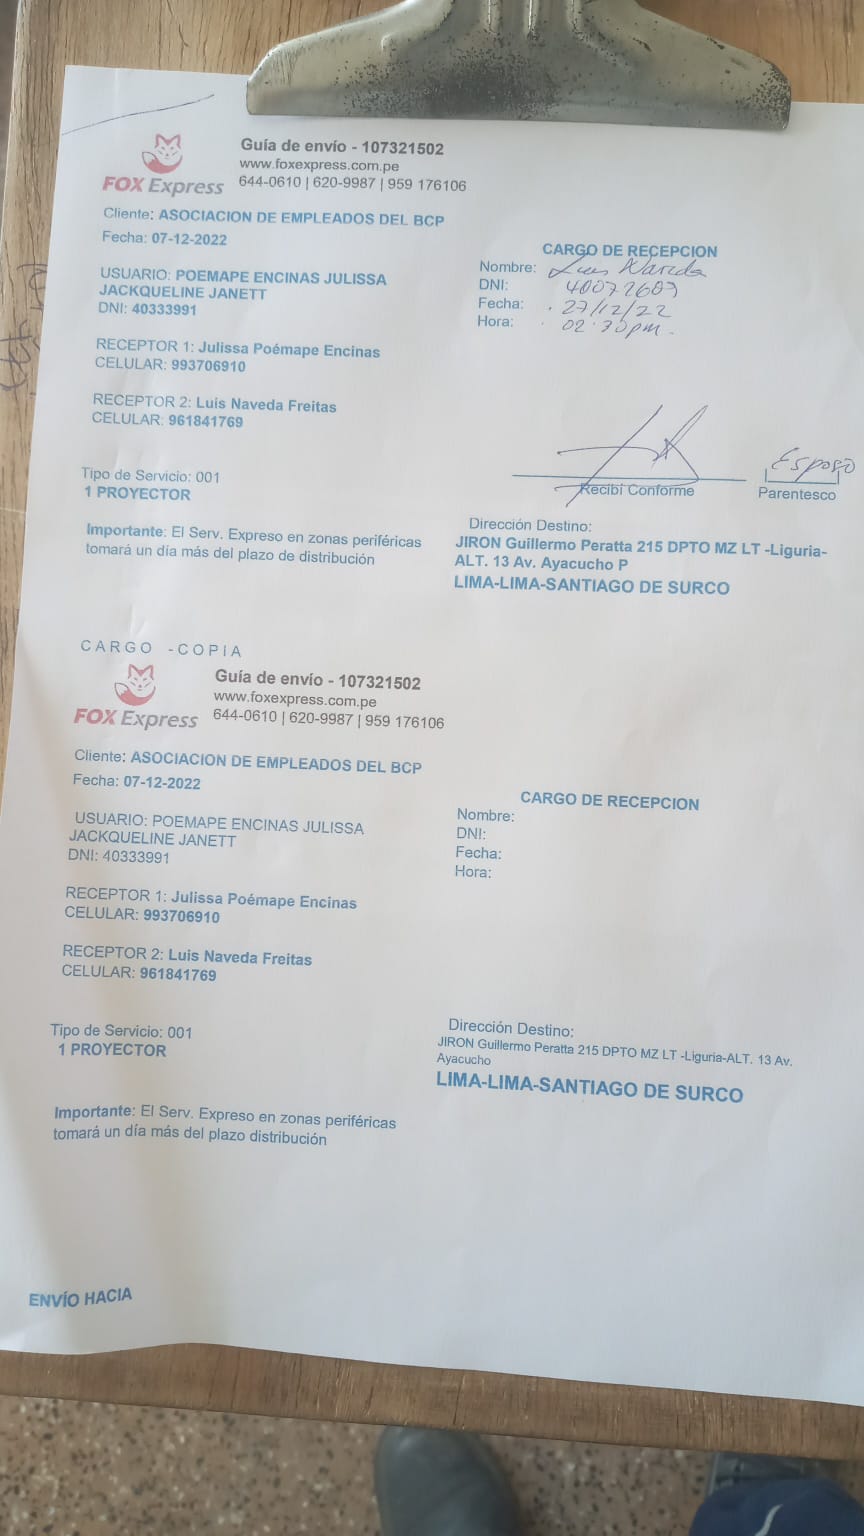 Guía de envío - 107321502
www.foxexpress.com.pe
644-0610 | 620-9987 | 959 176106
FOX Express
Cliente: ASOCIACION DE EMPLEADOS DEL BCP
Fecha: 07-12-2022
USUARIO: POEMAPE ENCINAS JULISSA
JACKQUELINE JANETT
DNI: 40333991
RECEPTOR 1: Julissa Poémape Encinas
CELULAR: 993706910
RECEPTOR 2: Luis Naveda Freitas
CELULAR: 961841769
Tipo de Servicio: 001
1 PROYECTOR
Importante: El Serv. Expreso en zonas periféricas
tomará un día más del plazo de distribución
CARGO DE RECEPCION
Nombre: Luis Naveda
DNI: 40072609
Fecha: 27/12/22
Hora: 02:30pm.
Esposo
Recibí Conforme
Parentesco
Dirección Destino:
JIRON Guillermo Peratta 215 DPTO MZ LT -Liguria-
ALT. 13 Av. Ayacucho P
LIMA-LIMA-SANTIAGO DE SURCO
CARGO -COPIA
Guía de envío - 107321502
www.foxexpress.com.pe
644-0610 | 620-9987 | 959 176106
FOX Express
Cliente: ASOCIACION DE EMPLEADOS DEL BCP
Fecha: 07-12-2022
USUARIO: POEMAPE ENCINAS JULISSA
JACKQUELINE JANETT
DNI: 40333991
RECEPTOR 1: Julissa Poémape Encinas
CELULAR: 993706910
RECEPTOR 2: Luis Naveda Freitas
CELULAR: 961841769
Tipo de Servicio: 001
1 PROYECTOR
Importante: El Serv. Expreso en zonas periféricas
tomará un día más del plazo distribución
CARGO DE RECEPCION
Nombre:
DNI:
Fecha:
Hora:
Dirección Destino:
JIRON Guillermo Peratta 215 DPTO MZ LT -Liguria-ALT. 13 Av.
Ayacucho
LIMA-LIMA-SANTIAGO DE SURCO
ENVÍO HACIA